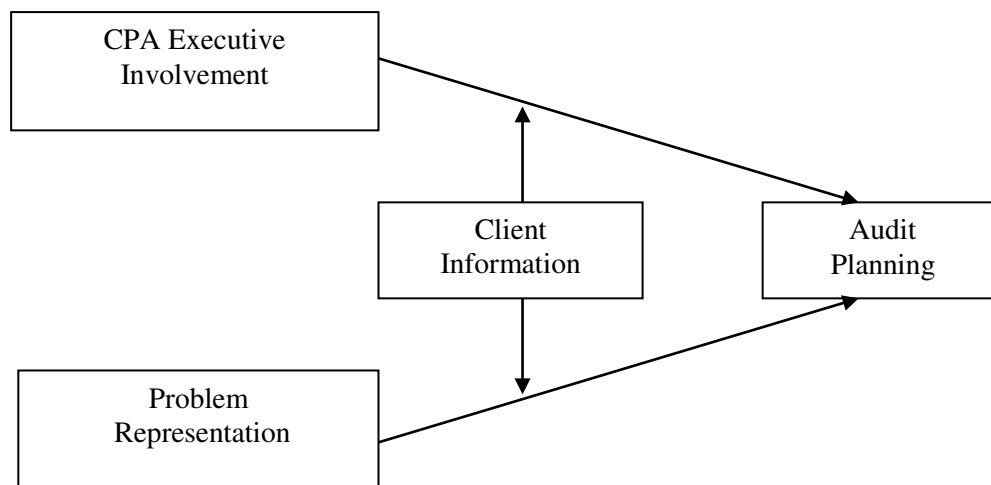 CPA Executive
Involvement
Client
Information
Audit
Planning
Problem
Representation